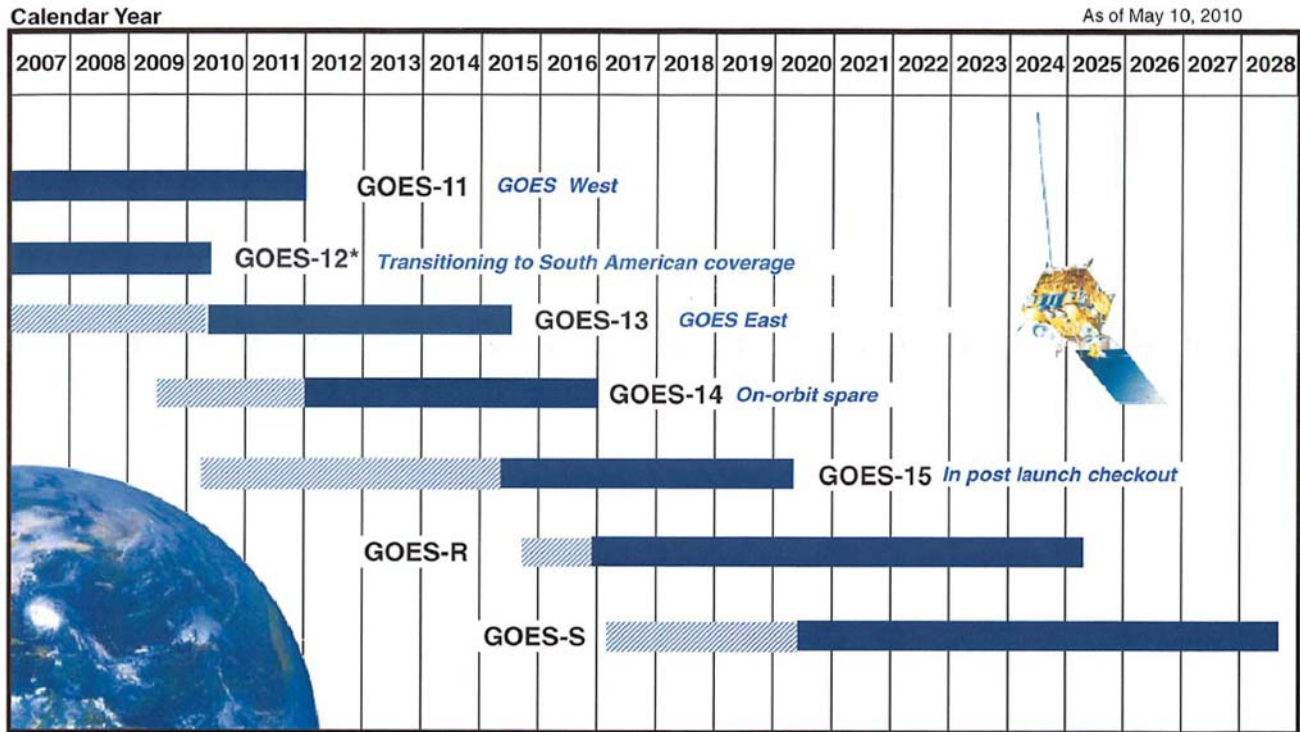 Calendar Year
As of May 10, 2010
2007 2008 2009 2010 2011 2012 2013 2014 2015 2016 2017 2018 2019 2020 2021 2022 2023 2024 2025 2026 2027 2028
GOES-11 GOES West
GOES-12* Transitioning to South American coverage
GOES-13 GOES East
GOES-14 On-orbit spare
GOES-15 In post launch checkout
GOES-R
GOES-S